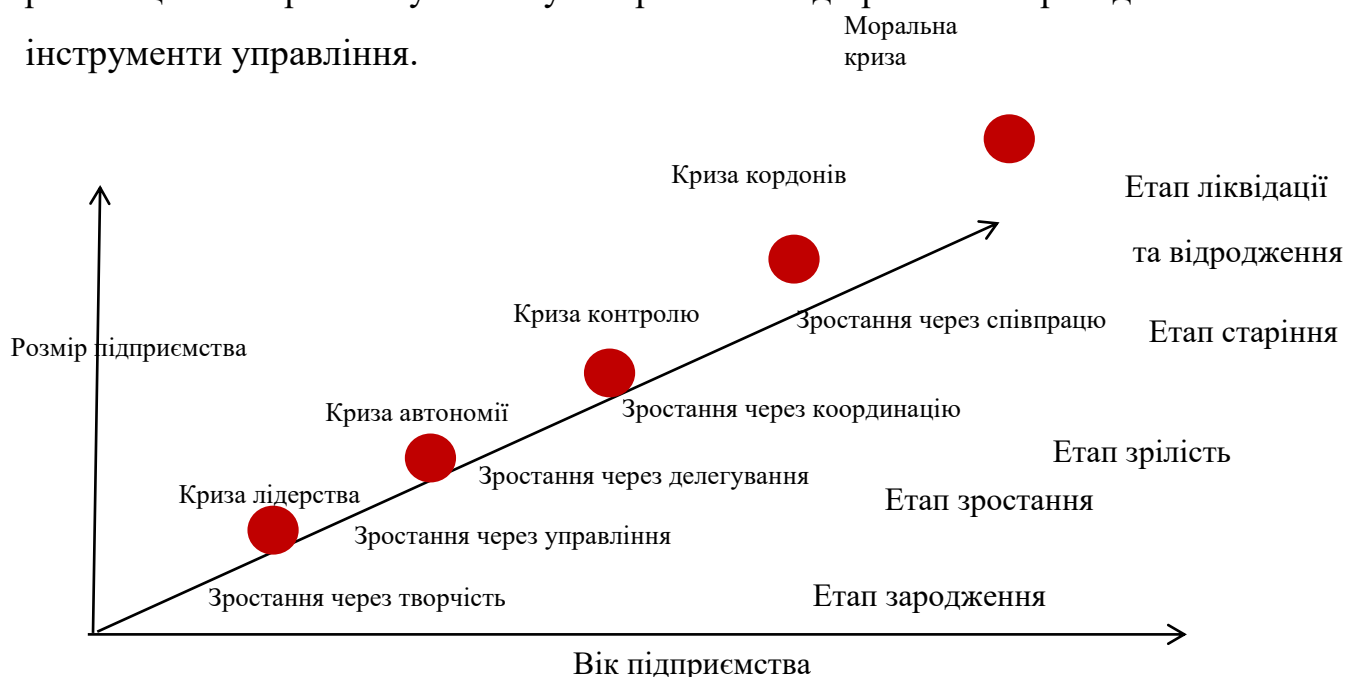 інструменти управління.
Моральна
криза
Криза кордонів
Етап ліквідації
та відродження
Криза контролю
Зростання через співпрацю
Етап старіння
Розмір підприємства
Криза автономії
Зростання через координацію
Етап зрілість
Зростання через делегування
Криза лідерства
Етап зростання
Зростання через управління
Зростання через творчість
Етап зародження
Вік підприємства